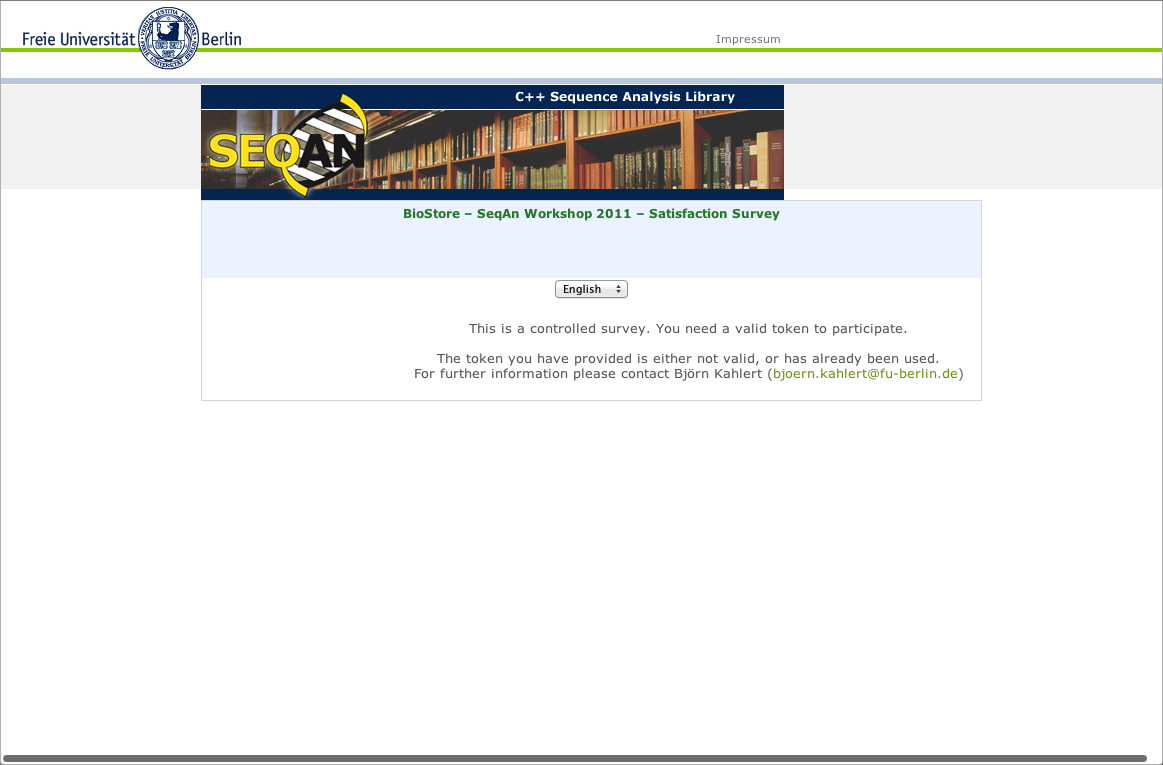 Freie Universität Berlin
Impressum
C++ Sequence Analysis Library
SEQAN
BioStore – SeqAn Workshop 2011 – Satisfaction Survey
English
This is a controlled survey. You need a valid token to participate.
The token you have provided is either not valid, or has already been used.
For further information please contact Björn Kahlert (bjoern.kahlert@fu-berlin.de)